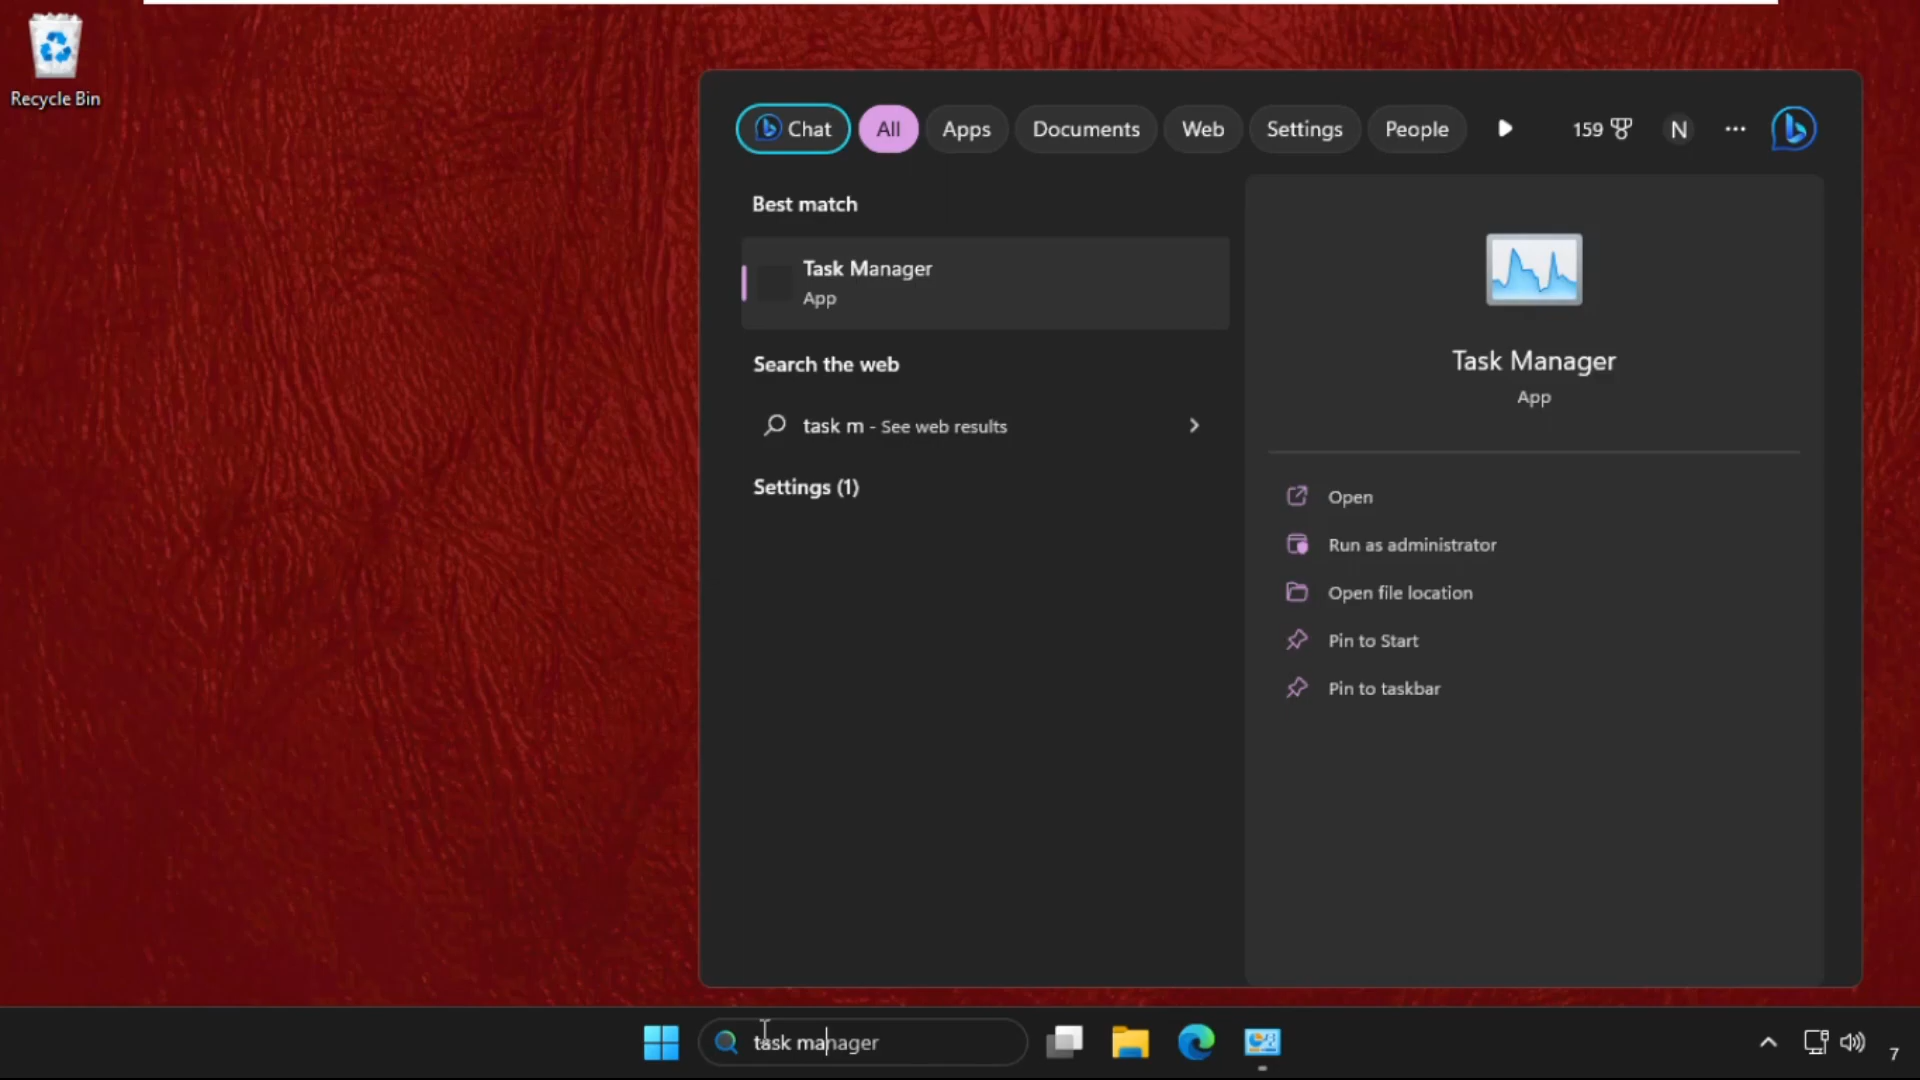 Recycle Bin
Chat
All
Apps
Documents
Web
Settings
People
159
N
Best match
Task Manager
App
Search the web
task m - See web results
Settings (1)
Task Manager
App
Open
Run as administrator
Open file location
Pin to Start
Pin to taskbar
task manager
7